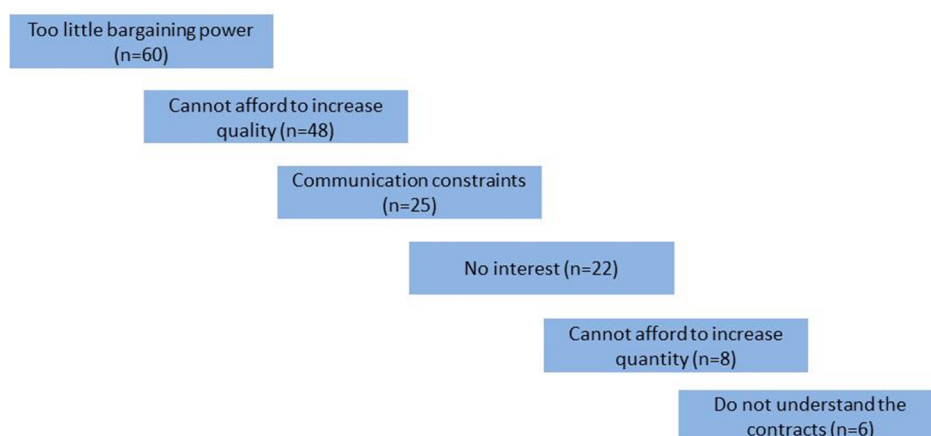 Too little bargaining power
(n=60)
Cannot afford to increase
quality (n=48)
Communication constraints
(n=25)
No interest (n=22)
Cannot afford to increase
quantity (n=8)
Do not understand the
contracts (n=6)